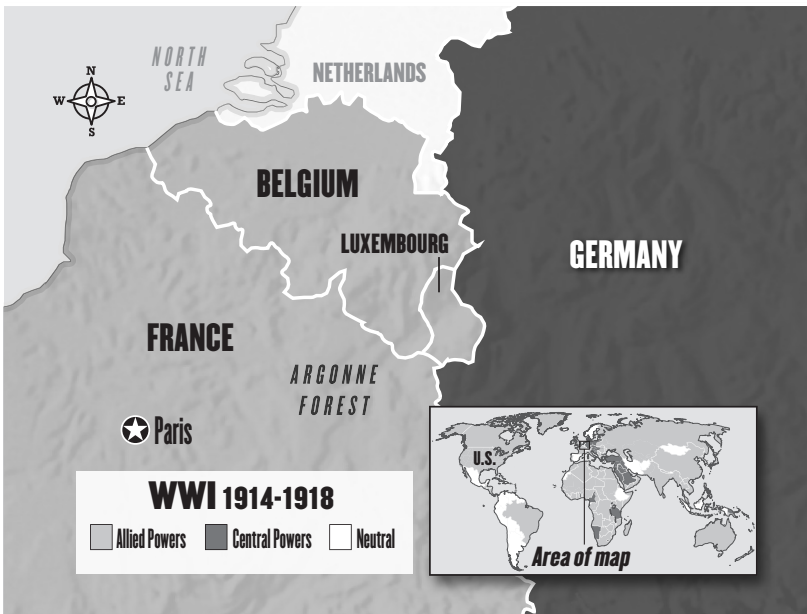 NORTH
SEA
N
W E
S
NETHERLANDS
BELGIUM
LUXEMBOURG
GERMANY
FRANCE
ARGONNE
FOREST
Paris
WWI 1914-1918
Allied Powers Central Powers Neutral
U.S.
Area of map